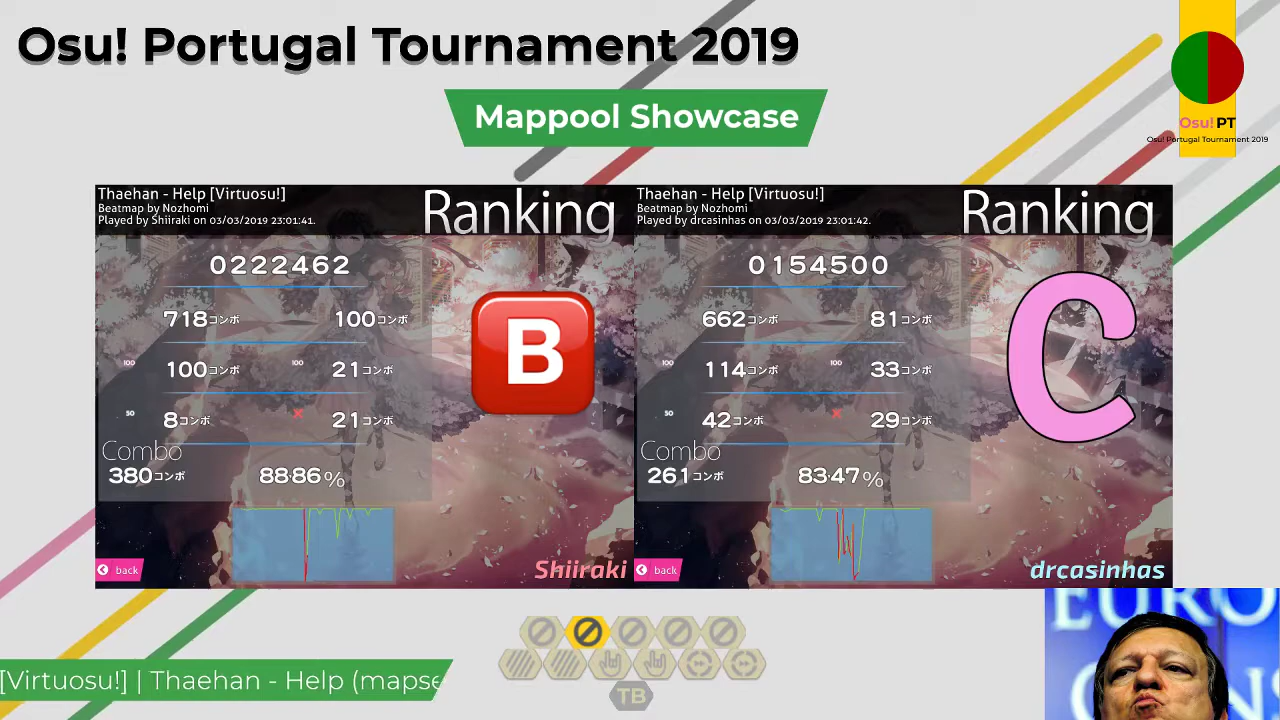 Osu! Portugal Tournament 2019
Mappool Showcase
Osu! PT
Osu! Portugal Tournament 2019
Thaehan - Help [Virtuosu!]
Beatmap by Nozhomi
Played by Shiiraki on 03/03/2019 23:01:41.
Ranking
0222462
718コンボ 100コンボ
100 100コンボ 100 21コンボ
50 8コンボ 21コンボ
Combo
380コンボ 88.86%
B
back
Shiiraki
Thaehan - Help [Virtuosu!]
Beatmap by Nozhomi
Played by drcasinhas on 03/03/2019 23:01:42.
Ranking
0154500
662コンボ 81コンボ
100 114コンボ 100 33コンボ
50 42コンボ 29コンボ
Combo
261コンボ 83.47%
C
back
drcasinhas
TB
[Virtuosu!] | Thaehan - Help (mapse
EURO